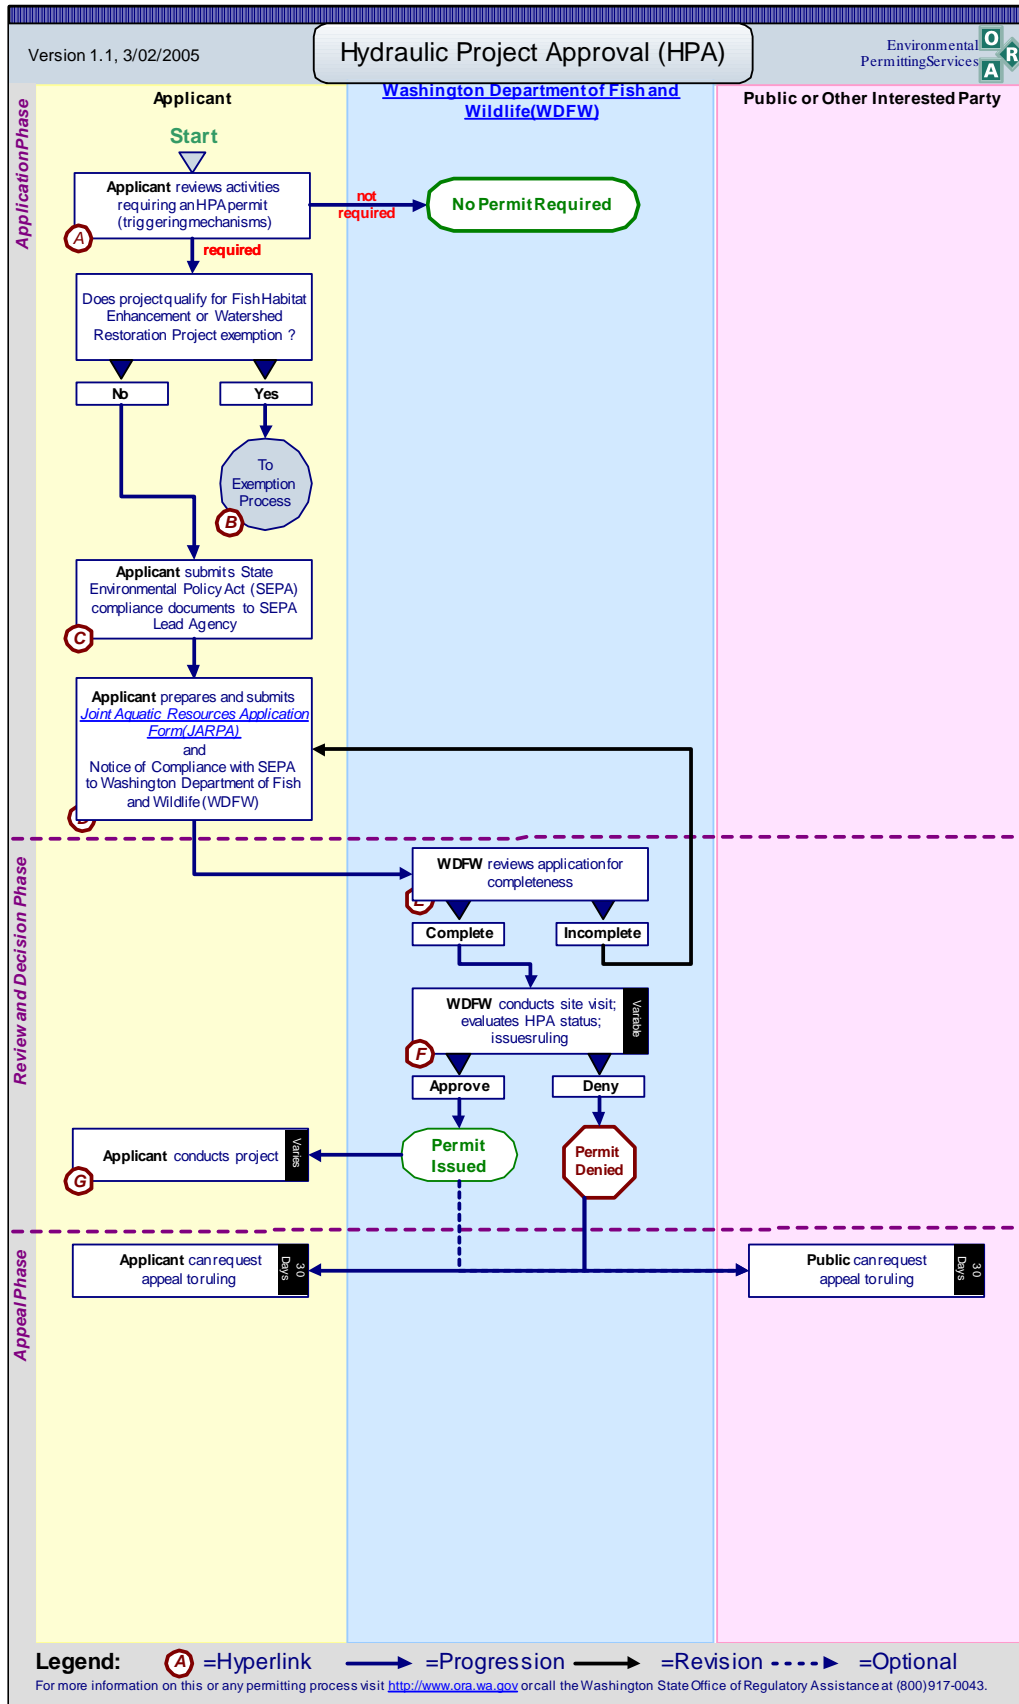 Version 1.1, 3/02/2005
Hydraulic Project Approval (HPA)
Environmental
Permitting Services
O
R
A
Applicant
Washington Department of Fish and
Wildlife (WDFW)
Public or Other Interested Party
Application Phase
Start
Applicant reviews activities
requiring an HPA permit
(triggering mechanisms)
A
not
required
No Permit Required
required
Does project qualify for Fish Habitat
Enhancement or Watershed
Restoration Project exemption ?
No
Yes
To
Exemption
Process
B
Applicant submits State
Environmental Policy Act (SEPA)
compliance documents to SEPA
Lead Agency
C
Applicant prepares and submits
Joint Aquatic Resources Application
Form (JARPA)
and
Notice of Compliance with SEPA
to Washington Department of Fish
and Wildlife (WDFW)
D
Review and Decision Phase
WDFW reviews application for
completeness
E
Complete
Incomplete
WDFW conducts site visit;
evaluates HPA status;
issues ruling
Variable
F
Approve
Deny
Permit
Issued
Permit
Denied
Applicant conducts project
Varies
G
Appeal Phase
Applicant can request
appeal to ruling
30
Days
Public can request
appeal to ruling
30
Days
Legend:
A =Hyperlink
=Progression
=Revision
=Optional
For more information on this or any permitting process visit http://www.ora.wa.gov or call the Washington State Office of Regulatory Assistance at (800) 917-0043.